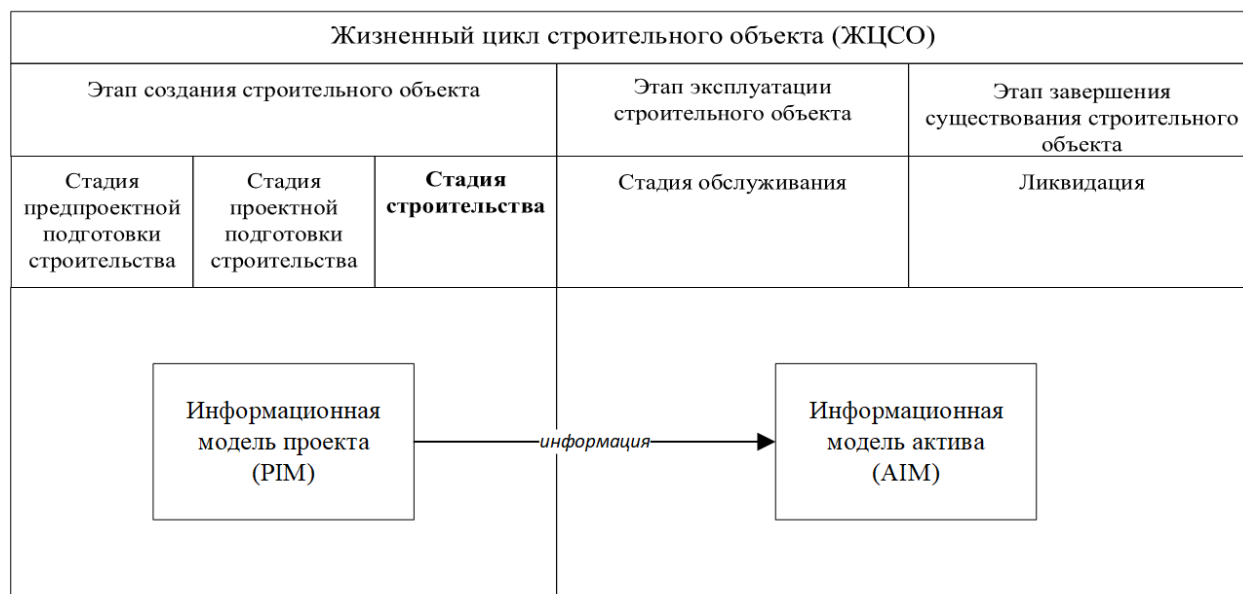 Жизненный цикл строительного объекта (ЖЦСО)
Этап создания строительного объекта
Этап эксплуатации
строительного объекта
Этап завершения
существования строительного
объекта
Стадия
предпроектной
подготовки
строительства
Стадия
проектной
подготовки
строительства
Стадия
строительства
Стадия обслуживания
Ликвидация
Информационная
модель проекта
(PIM)
информация
Информационная
модель актива
(AIM)